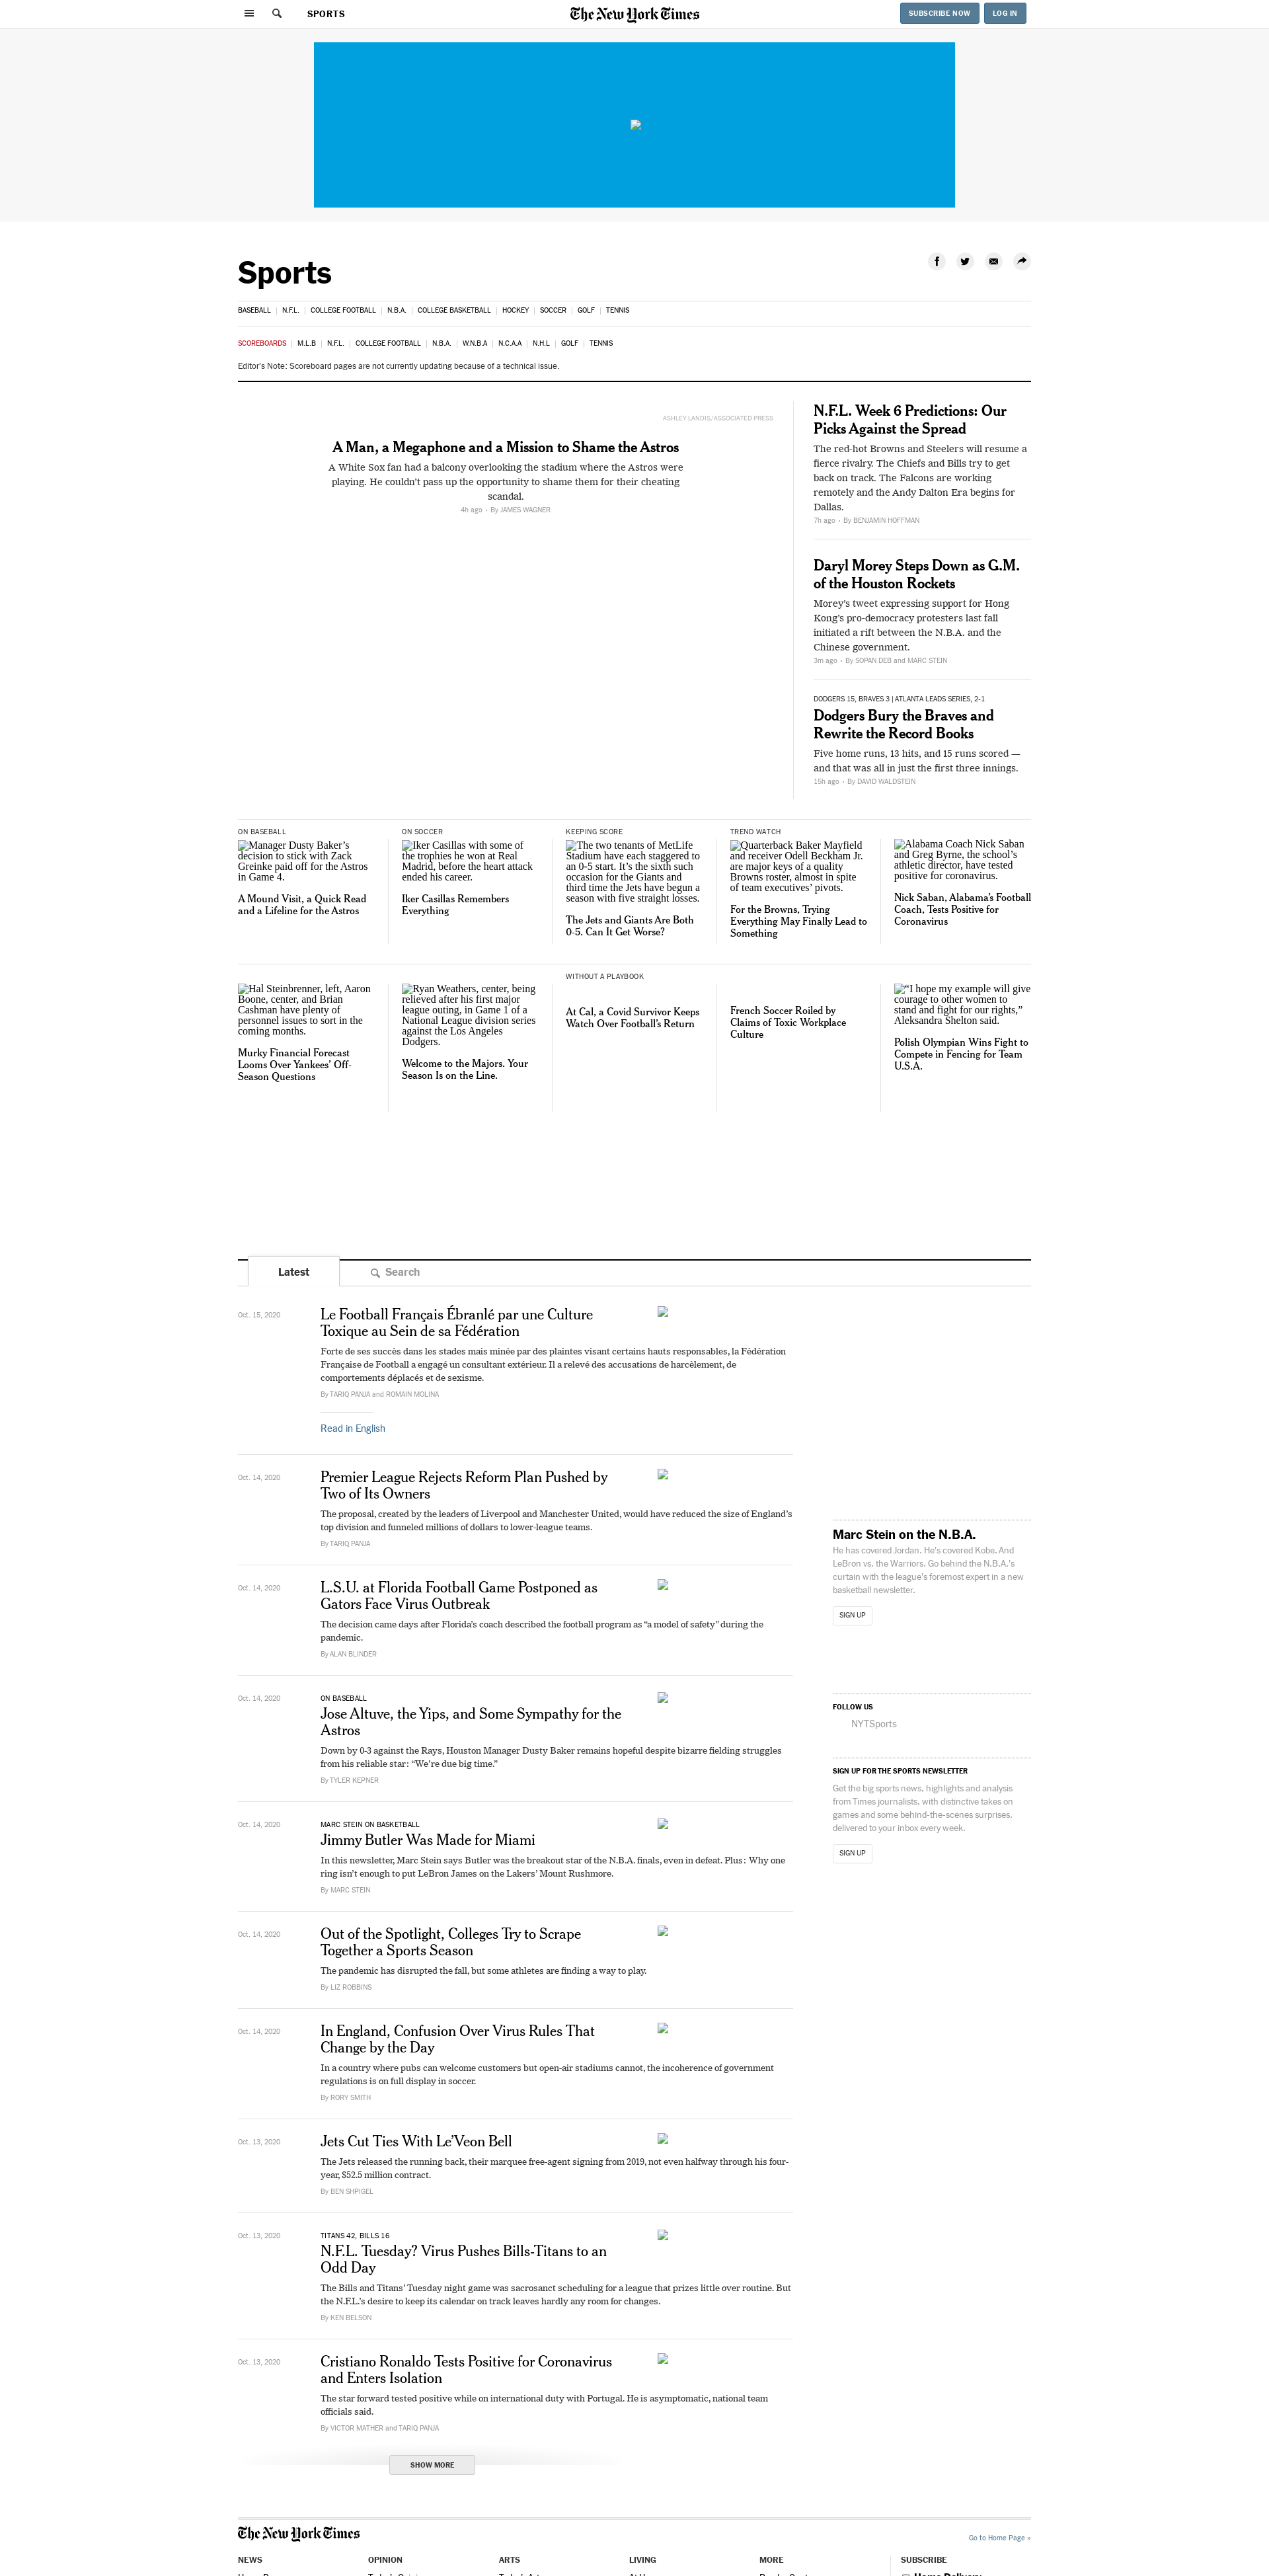 SPORTS
The New York Times
SUBSCRIBE NOW
LOG IN
Sports
BASEBALL | N.F.L. | COLLEGE FOOTBALL | N.B.A. | COLLEGE BASKETBALL | HOCKEY | SOCCER | GOLF | TENNIS
SCOREBOARDS | M.L.B | N.F.L. | COLLEGE FOOTBALL | N.B.A. | W.N.B.A | N.C.A.A | N.H.L | GOLF | TENNIS
Editor's Note: Scoreboard pages are not currently updating because of a technical issue.
ASHLEY LANDIS/ASSOCIATED PRESS
A Man, a Megaphone and a Mission to Shame the Astros
A White Sox fan had a balcony overlooking the stadium where the Astros were
playing. He couldn't pass up the opportunity to shame them for their cheating
scandal.
4h ago • By JAMES WAGNER
N.F.L. Week 6 Predictions: Our
Picks Against the Spread
The red-hot Browns and Steelers will resume a
fierce rivalry. The Chiefs and Bills try to get
back on track. The Falcons are working
remotely and the Andy Dalton Era begins for
Dallas.
7h ago • By BENJAMIN HOFFMAN
Daryl Morey Steps Down as G.M.
of the Houston Rockets
Morey's tweet expressing support for Hong
Kong's pro-democracy protesters last fall
initiated a rift between the N.B.A. and the
Chinese government.
3m ago • By SOPAN DEB and MARC STEIN
DODGERS 15, BRAVES 3 | ATLANTA LEADS SERIES, 2-1
Dodgers Bury the Braves and
Rewrite the Record Books
Five home runs, 13 hits, and 15 runs scored —
and that was all in just the first three innings.
15h ago • By DAVID WALDSTEIN
ON BASEBALL
Manager Dusty Baker's
decision to stick with Zack
Greinke paid off for the Astros
in Game 4.
A Mound Visit, a Quick Read
and a Lifeline for the Astros
ON SOCCER
Iker Casillas with some of
the trophies he won at Real
Madrid, before the heart attack
ended his career.
Iker Casillas Remembers
Everything
KEEPING SCORE
The two tenants of MetLife
Stadium have each staggered to
an 0-5 start. It's the sixth such
occasion for the Giants and
third time the Jets have begun a
season with five straight losses.
The Jets and Giants Are Both
0-5. Can It Get Worse?
TREND WATCH
Quarterback Baker Mayfield
and receiver Odell Beckham Jr.
are major keys of a quality
Browns roster, almost in spite
of team executives' pivots.
For the Browns, Trying
Everything May Finally Lead to
Something
Alabama Coach Nick Saban
and Greg Byrne, the school's
athletic director, have tested
positive for coronavirus.
Nick Saban, Alabama's Football
Coach, Tests Positive for
Coronavirus
Hal Steinbrenner, left, Aaron
Boone, center, and Brian
Cashman have plenty of
personnel issues to sort in the
coming months.
Murky Financial Forecast
Looms Over Yankees' Off-
Season Questions
Ryan Weathers, center, being
relieved after his first major
league outing, in Game 1 of a
National League division series
against the Los Angeles
Dodgers.
Welcome to the Majors. Your
Season Is on the Line.
WITHOUT A PLAYBOOK
At Cal, a Covid Survivor Keeps
Watch Over Football's Return
French Soccer Roiled by
Claims of Toxic Workplace
Culture
"I hope my example will give
courage to other women to
stand and fight for our rights,"
Aleksandra Shelton said.
Polish Olympian Wins Fight to
Compete in Fencing for Team
U.S.A.
Latest
Search
Oct. 15, 2020
Le Football Français Ébranlé par une Culture
Toxique au Sein de sa Fédération
Forte de ses succès dans les stades mais minée par des plaintes visant certains hauts responsables, la Fédération
Française de Football a engagé un consultant extérieur. Il a relevé des accusations de harcèlement, de
comportements déplacés et de sexisme.
By TARIQ PANJA and ROMAIN MOLINA
Read in English
Oct. 14, 2020
Premier League Rejects Reform Plan Pushed by
Two of Its Owners
The proposal, created by the leaders of Liverpool and Manchester United, would have reduced the size of England's
top division and funneled millions of dollars to lower-league teams.
By TARIQ PANJA
Oct. 14, 2020
L.S.U. at Florida Football Game Postponed as
Gators Face Virus Outbreak
The decision came days after Florida's coach described the football program as "a model of safety" during the
pandemic.
By ALAN BLINDER
Oct. 14, 2020
ON BASEBALL
Jose Altuve, the Yips, and Some Sympathy for the
Astros
Down by 0-3 against the Rays, Houston Manager Dusty Baker remains hopeful despite bizarre fielding struggles
from his reliable star: "We're due big time."
By TYLER KEPNER
Oct. 14, 2020
MARC STEIN ON BASKETBALL
Jimmy Butler Was Made for Miami
In this newsletter, Marc Stein says Butler was the breakout star of the N.B.A. finals, even in defeat. Plus: Why one
ring isn't enough to put LeBron James on the Lakers' Mount Rushmore.
By MARC STEIN
Oct. 14, 2020
Out of the Spotlight, Colleges Try to Scrape
Together a Sports Season
The pandemic has disrupted the fall, but some athletes are finding a way to play.
By LIZ ROBBINS
Oct. 14, 2020
In England, Confusion Over Virus Rules That
Change by the Day
In a country where pubs can welcome customers but open-air stadiums cannot, the incoherence of government
regulations is on full display in soccer.
By RORY SMITH
Oct. 13, 2020
Jets Cut Ties With Le'Veon Bell
The Jets released the running back, their marquee free-agent signing from 2019, not even halfway through his four-
year, $52.5 million contract.
By BEN SHPIGEL
Oct. 13, 2020
TITANS 42, BILLS 16
N.F.L. Tuesday? Virus Pushes Bills-Titans to an
Odd Day
The Bills and Titans' Tuesday night game was sacrosanct scheduling for a league that prizes little over routine. But
the N.F.L.'s desire to keep its calendar on track leaves hardly any room for changes.
By KEN BELSON
Oct. 13, 2020
Cristiano Ronaldo Tests Positive for Coronavirus
and Enters Isolation
The star forward tested positive while on international duty with Portugal. He is asymptomatic, national team
officials said.
By VICTOR MATHER and TARIQ PANJA
SHOW MORE
Marc Stein on the N.B.A.
He has covered Jordan. He's covered Kobe. And
LeBron vs. the Warriors. Go behind the N.B.A.'s
curtain with the league's foremost expert in a new
basketball newsletter.
SIGN UP
FOLLOW US
NYTSports
SIGN UP FOR THE SPORTS NEWSLETTER
Get the big sports news, highlights and analysis
from Times journalists, with distinctive takes on
games and some behind-the-scenes surprises,
delivered to your inbox every week.
SIGN UP
The New York Times
Go to Home Page »
NEWS
OPINION
ARTS
LIVING
MORE
SUBSCRIBE